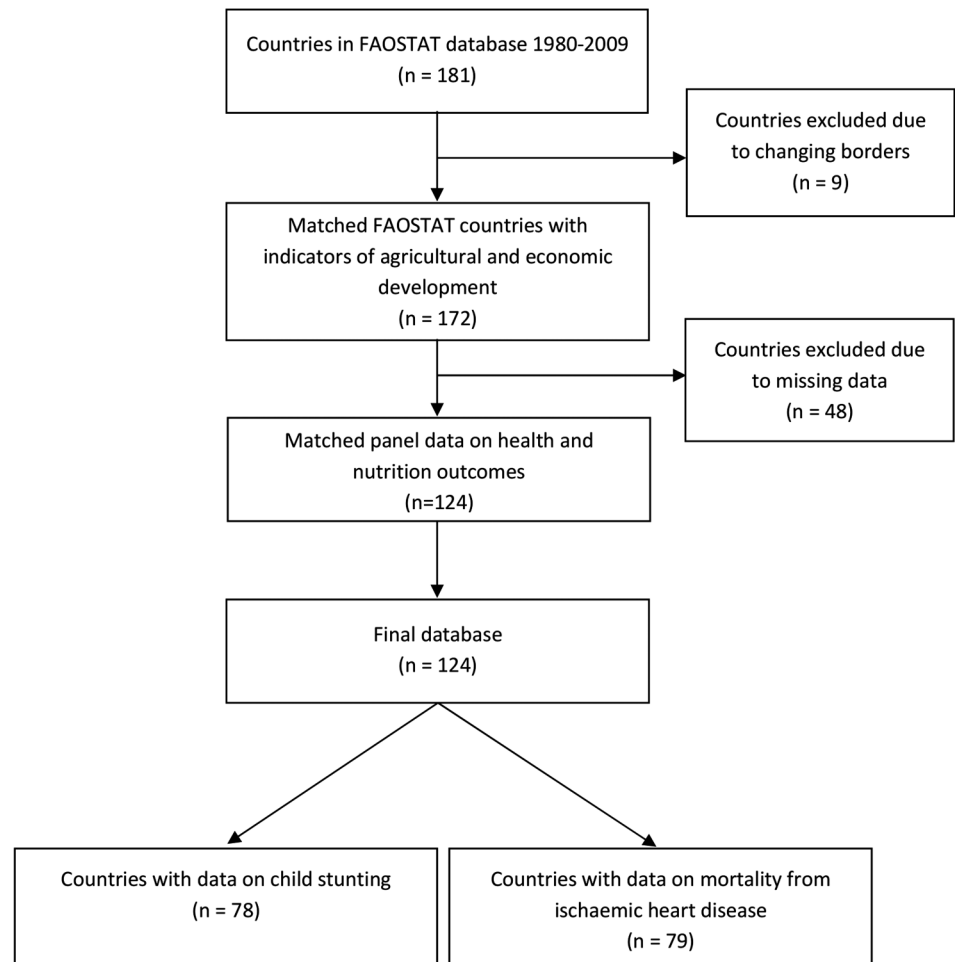 Countries in FAOSTAT database 1980-2009
(n = 181)
Countries excluded due
to changing borders
(n = 9)
Matched FAOSTAT countries with
indicators of agricultural and economic
development
(n = 172)
Countries excluded due
to missing data
(n = 48)
Matched panel data on health and
nutrition outcomes
(n=124)
Final database
(n = 124)
Countries with data on child stunting
(n = 78)
Countries with data on mortality from
ischaemic heart disease
(n = 79)